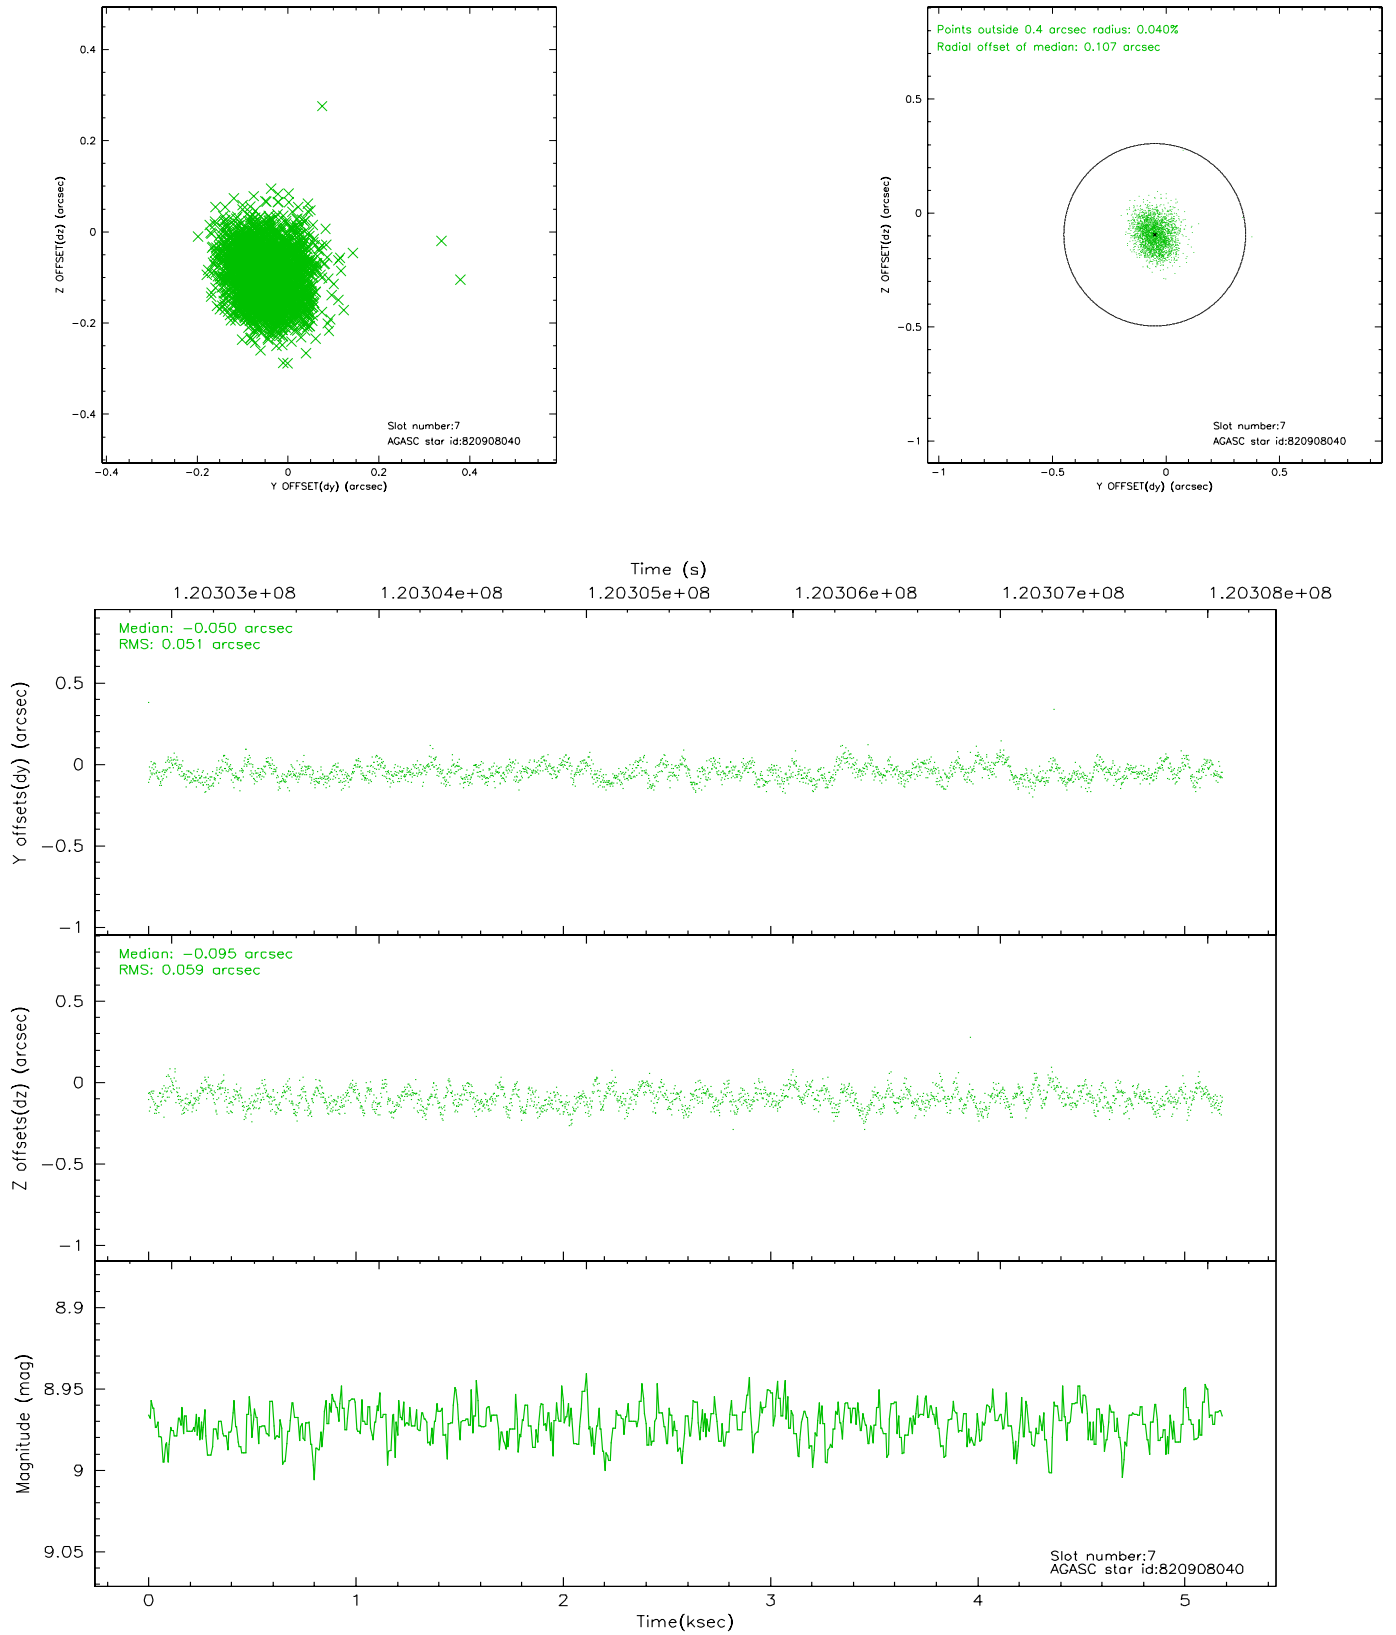 0.4
0.2
0
−0.2
−0.4
Z OFFSET(dz) (arcsec)
Slot number:7
AGASC star id:820908040
−0.4 −0.2 0 0.2 0.4
Y OFFSET(dy) (arcsec)
Points outside 0.4 arcsec radius: 0.040%
Radial offset of median: 0.107 arcsec
0.5
0
−0.5
−1
Z OFFSET(dz) (arcsec)
Slot number:7
AGASC star id:820908040
−1 −0.5 0 0.5
Y OFFSET(dy) (arcsec)
Time (s)
1.20303e+08 1.20304e+08 1.20305e+08 1.20306e+08 1.20307e+08 1.20308e+08
Median: −0.050 arcsec
RMS: 0.051 arcsec
0.5
0
−0.5
−1
Y offsets(dy) (arcsec)
Median: −0.095 arcsec
RMS: 0.059 arcsec
0.5
0
−0.5
−1
Z offsets(dz) (arcsec)
8.9
8.95
9
9.05
Magnitude (mag)
Slot number:7
AGASC star id:820908040
0 1 2 3 4 5
Time(ksec)